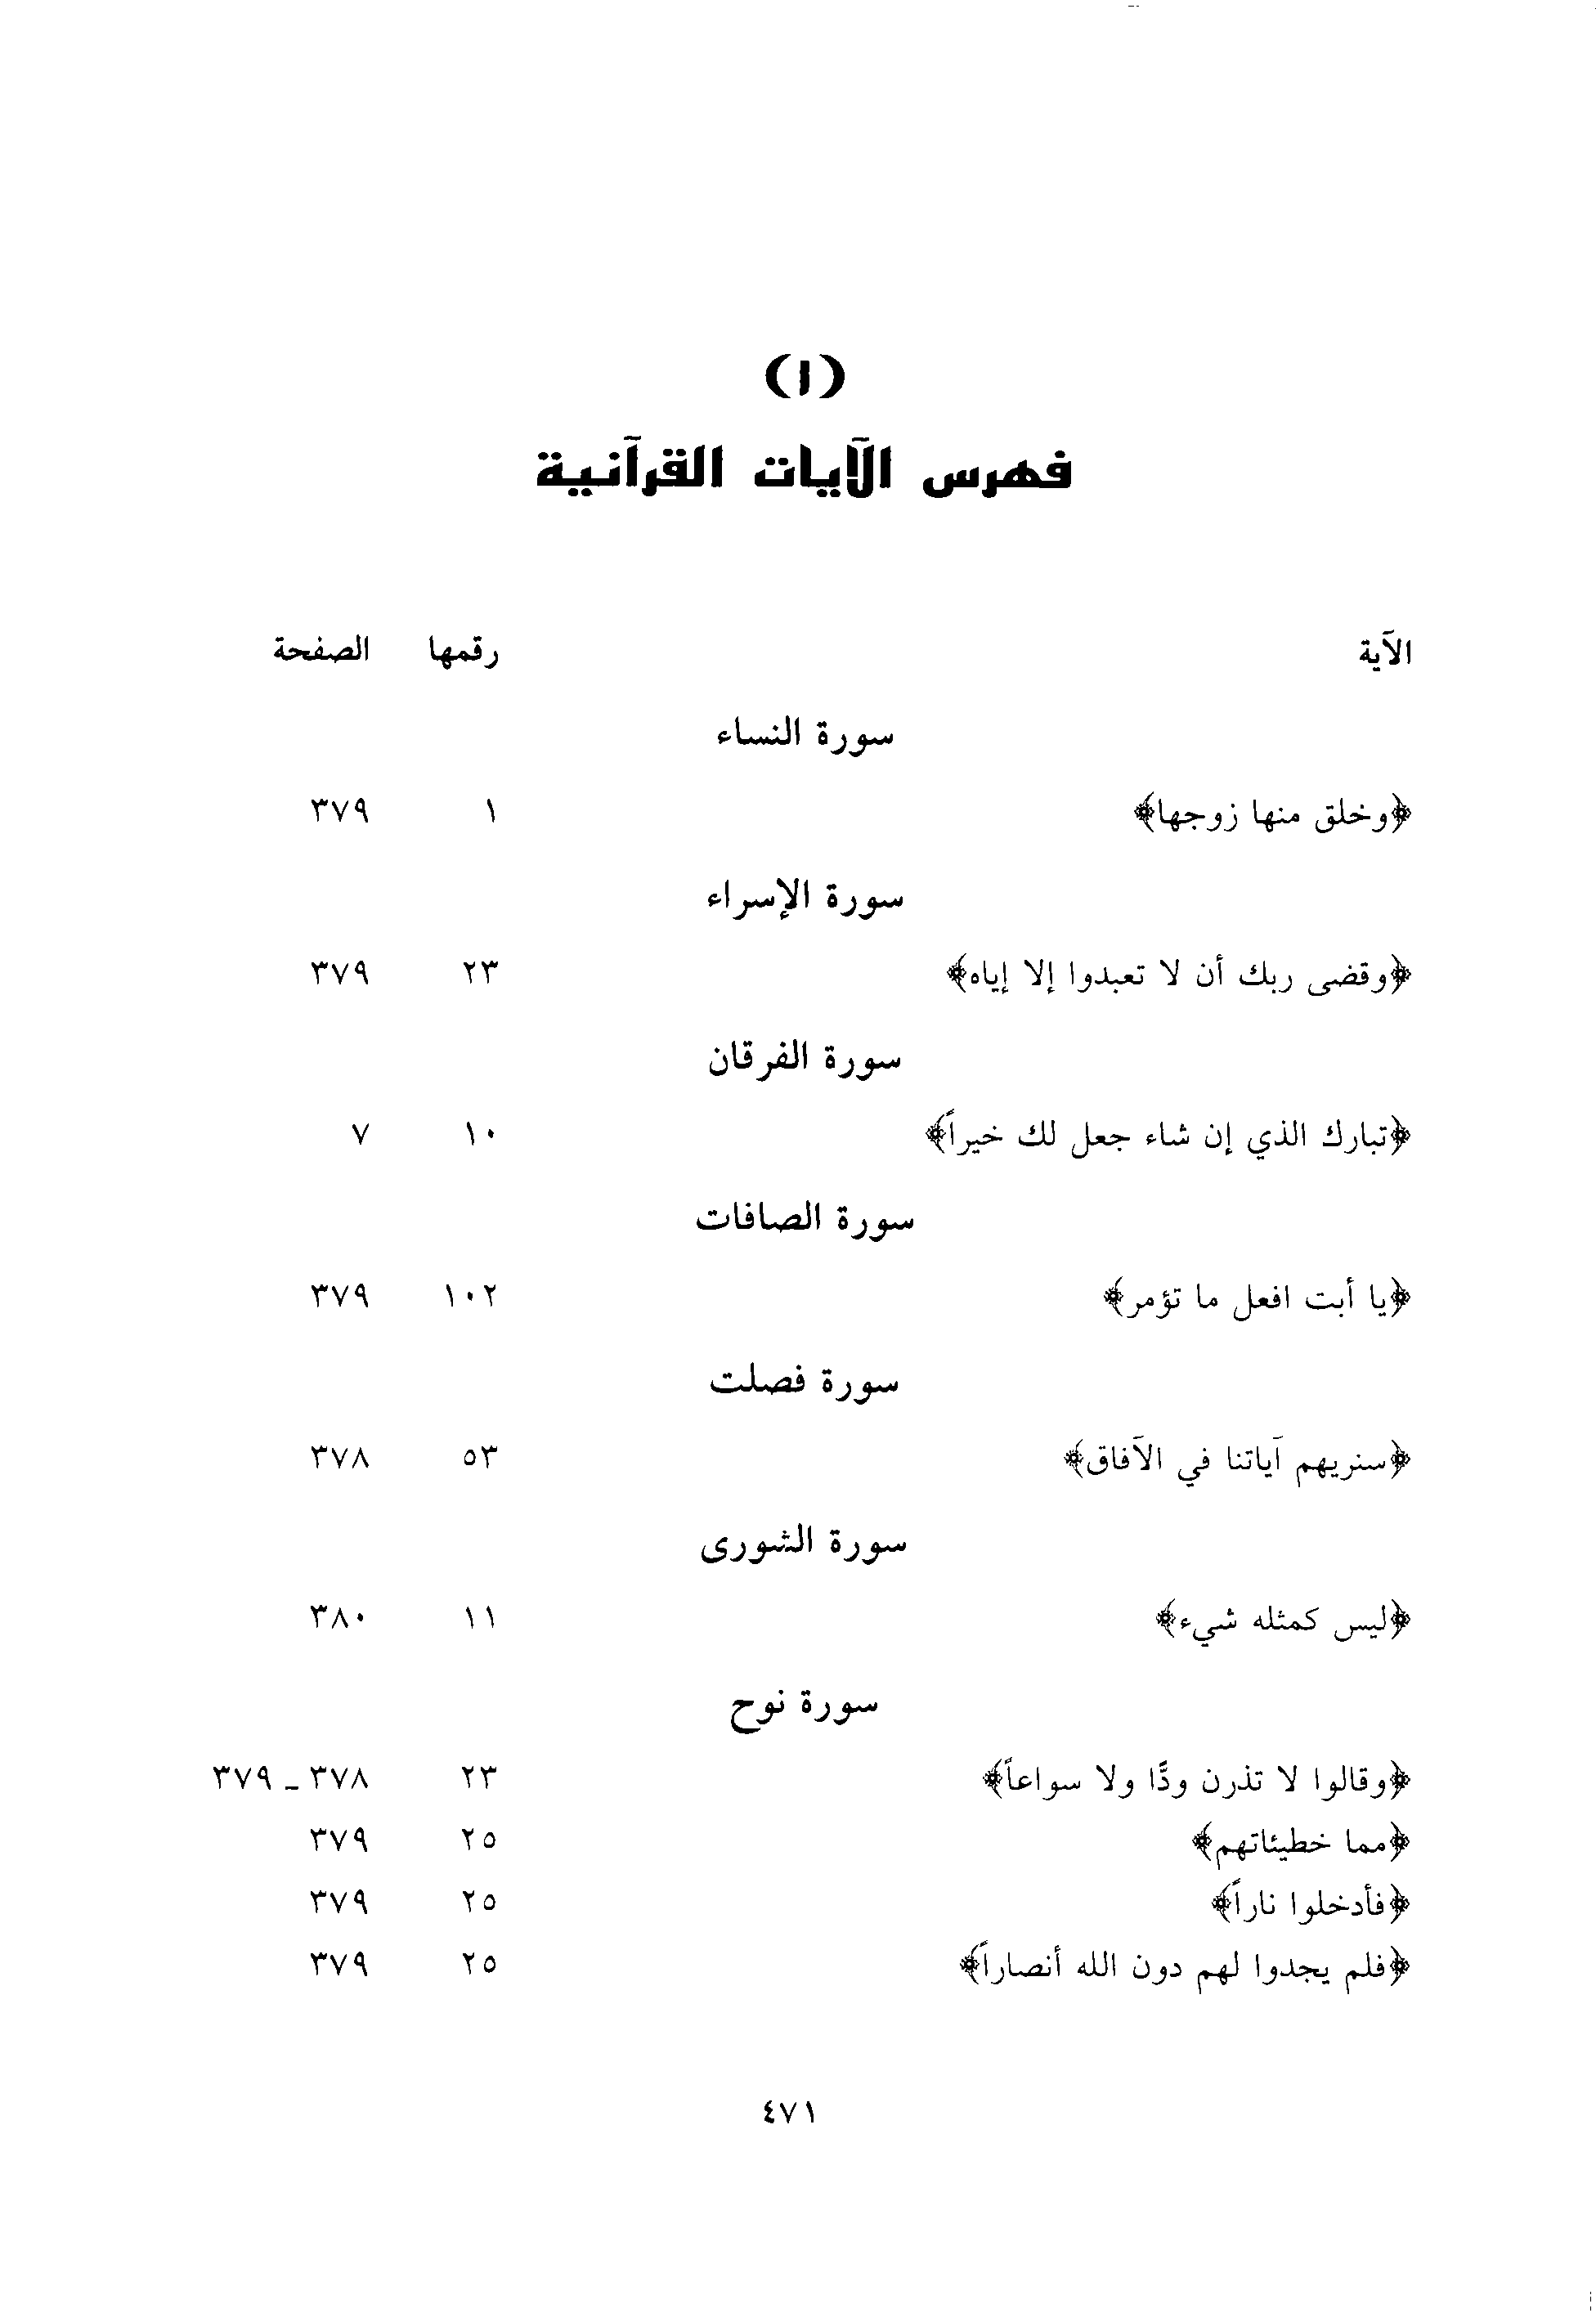 (١)
فهرس الآيات القرآنية
الآية رقمها الصفحة
سورة النساء
﴿وخلق منها زوجها﴾ ١ ٣٧٩
سورة الإسراء
﴿وقضى ربك أن لا تعبدوا إلا إياه﴾ ٢٣ ٣٧٩
سورة الفرقان
﴿تبارك الذي إن شاء جعل لك خيراً﴾ ١٠ ٧
سورة الصافات
﴿يا أبت افعل ما تؤمر﴾ ١٠٢ ٣٧٩
سورة فصلت
﴿سنريهم آياتنا في الآفاق﴾ ٥٣ ٣٧٨
سورة الشورى
﴿ليس كمثله شيء﴾ ١١ ٣٨٠
سورة نوح
﴿وقالوا لا تذرن ودًّا ولا سواعاً﴾ ٢٣ ٣٧٨ - ٣٧٩
﴿مما خطيئاتهم﴾ ٢٥ ٣٧٩
﴿فأدخلوا ناراً﴾ ٢٥ ٣٧٩
﴿فلم يجدوا لهم دون الله أنصاراً﴾ ٢٥ ٣٧٩
٤٧١